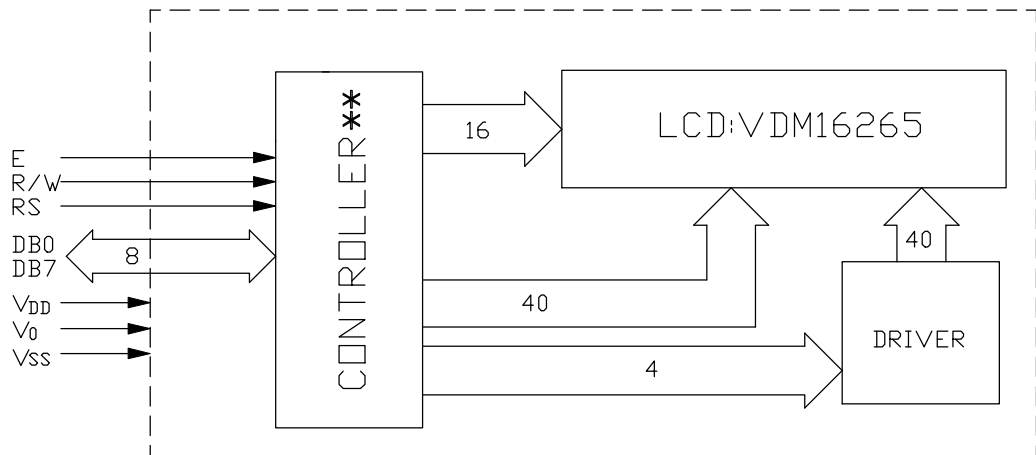 E
R/W
RS
DB0
DB7
8
VDD
V0
VSS
CONTROLLER**
16
LCD:VDM16265
40
40
4
DRIVER